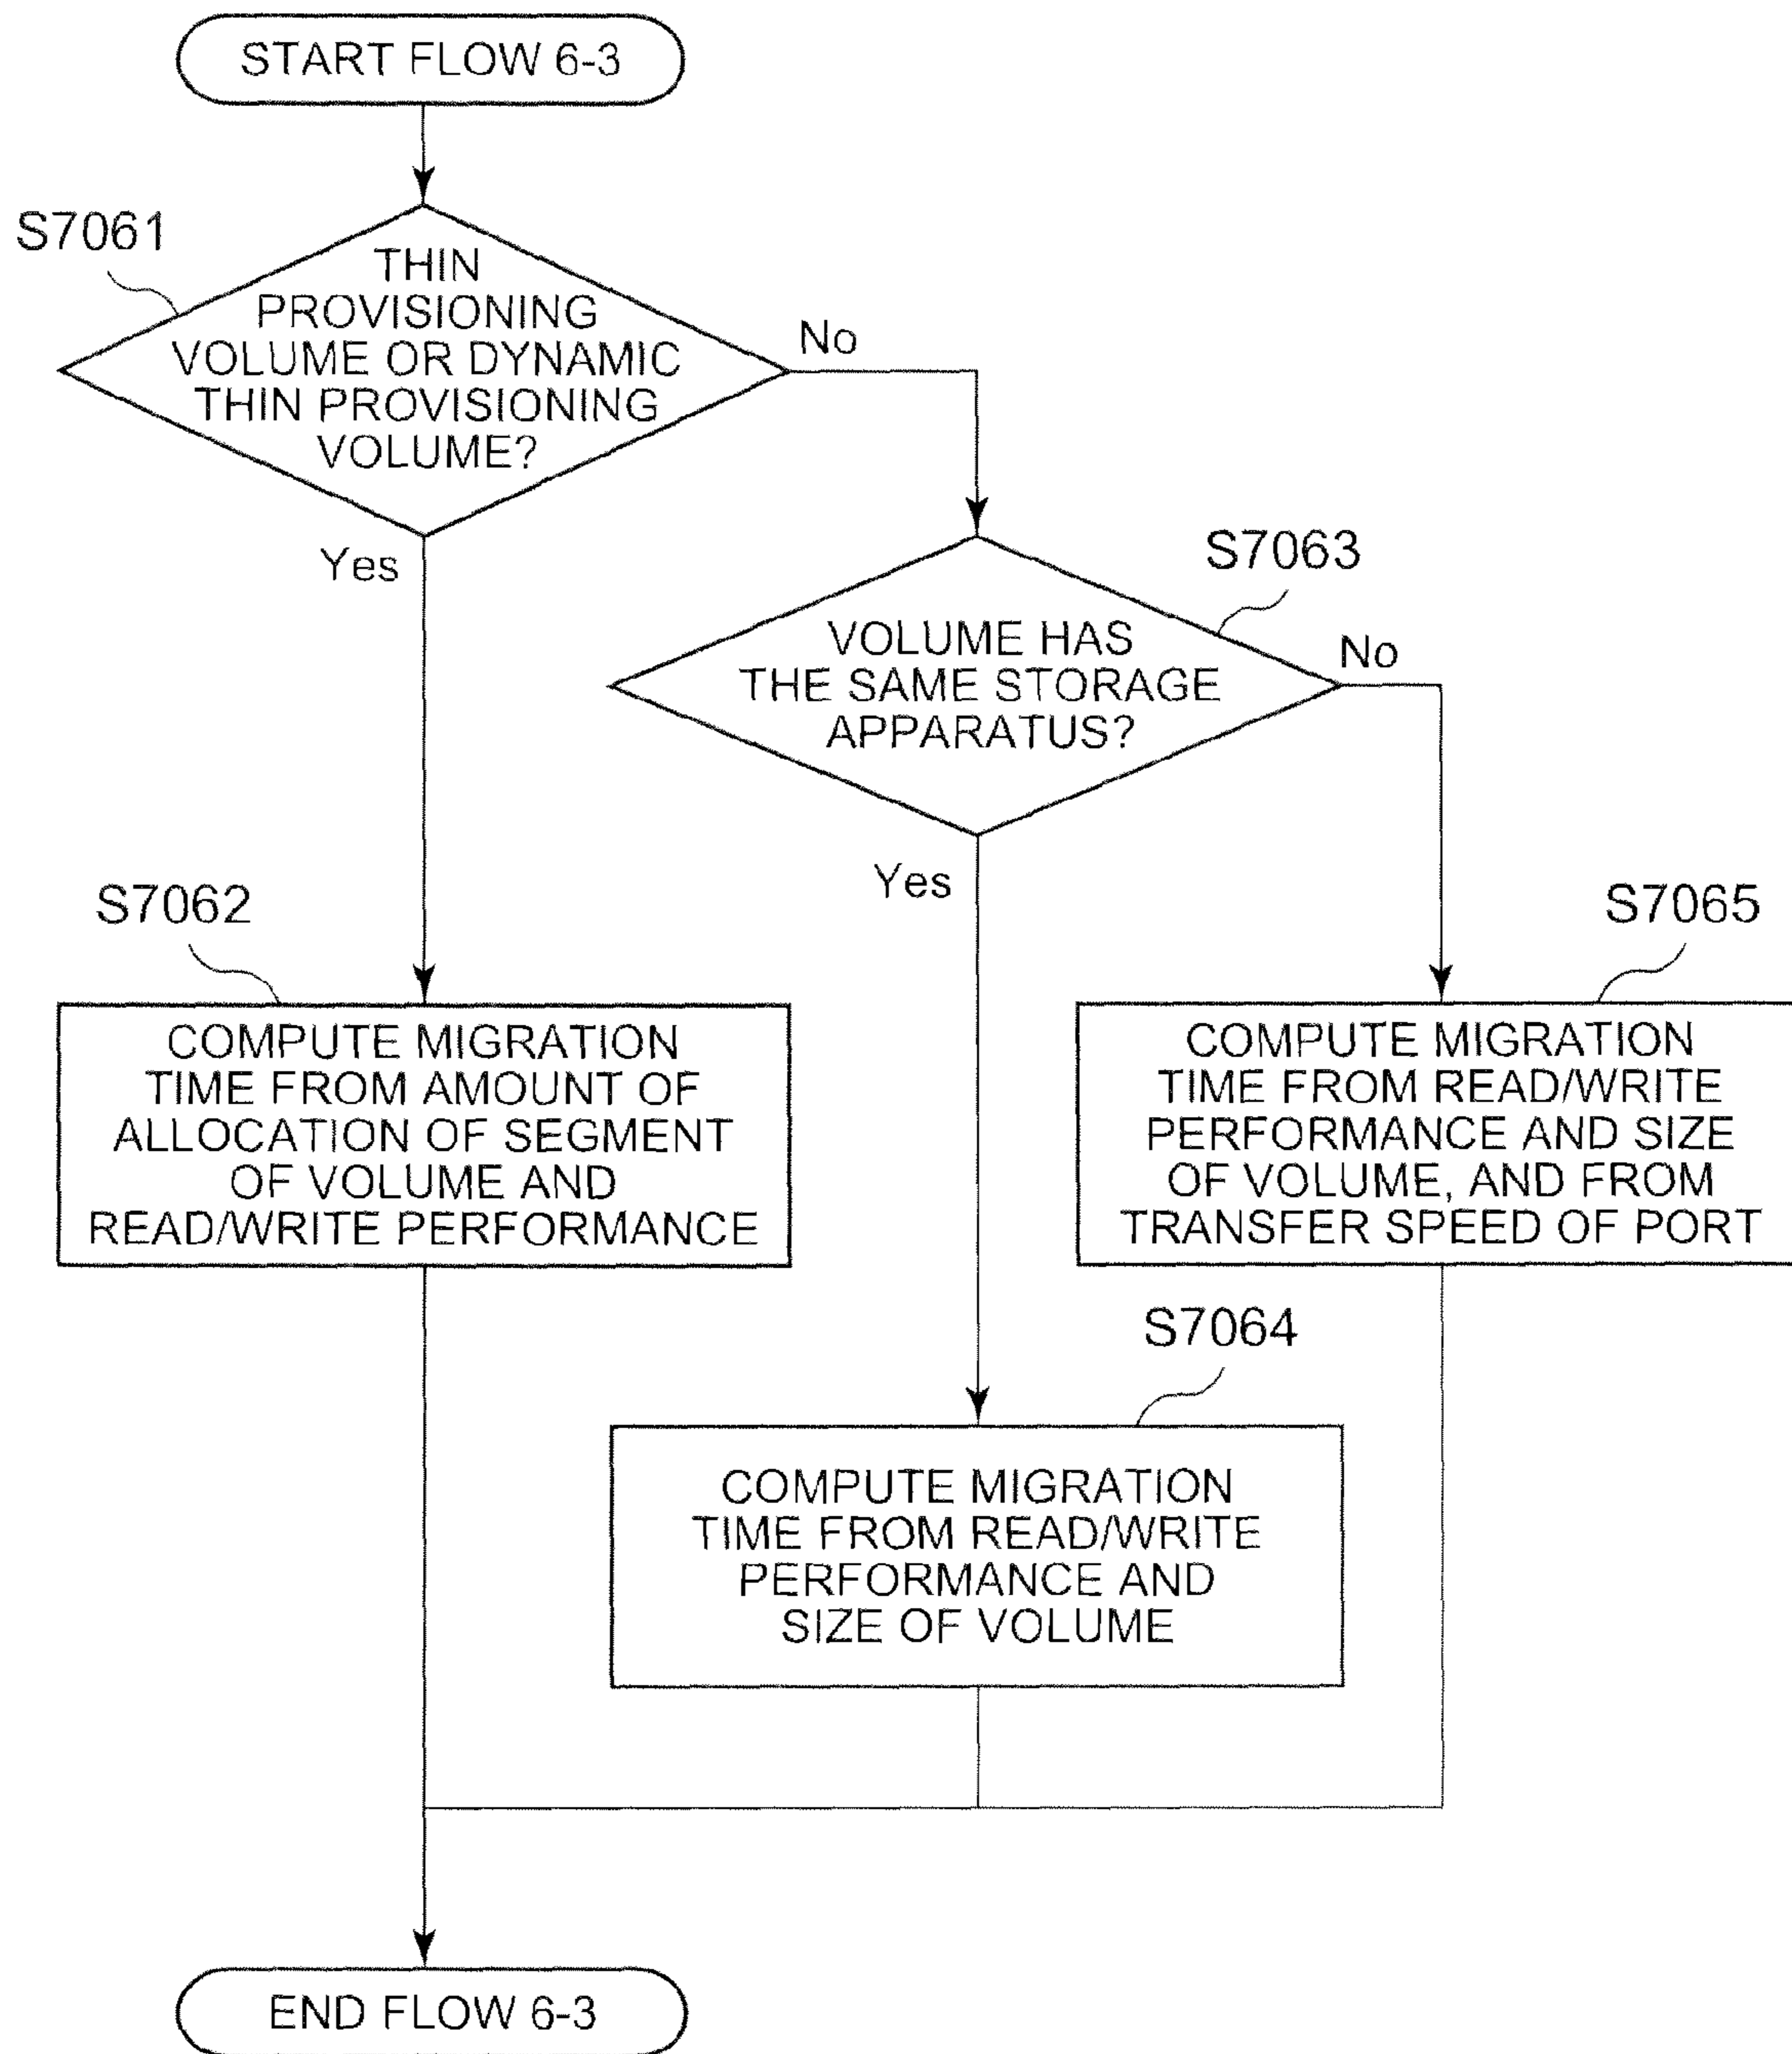 START FLOW 6-3
S7061
THIN
PROVISIONING
VOLUME OR DYNAMIC
THIN PROVISIONING
VOLUME?
No
Yes
S7063
VOLUME HAS
THE SAME STORAGE
APPARATUS?
No
Yes
S7062
COMPUTE MIGRATION
TIME FROM AMOUNT OF
ALLOCATION OF SEGMENT
OF VOLUME AND
READ/WRITE PERFORMANCE
S7065
COMPUTE MIGRATION
TIME FROM READ/WRITE
PERFORMANCE AND SIZE
OF VOLUME, AND FROM
TRANSFER SPEED OF PORT
S7064
COMPUTE MIGRATION
TIME FROM READ/WRITE
PERFORMANCE AND
SIZE OF VOLUME
END FLOW 6-3